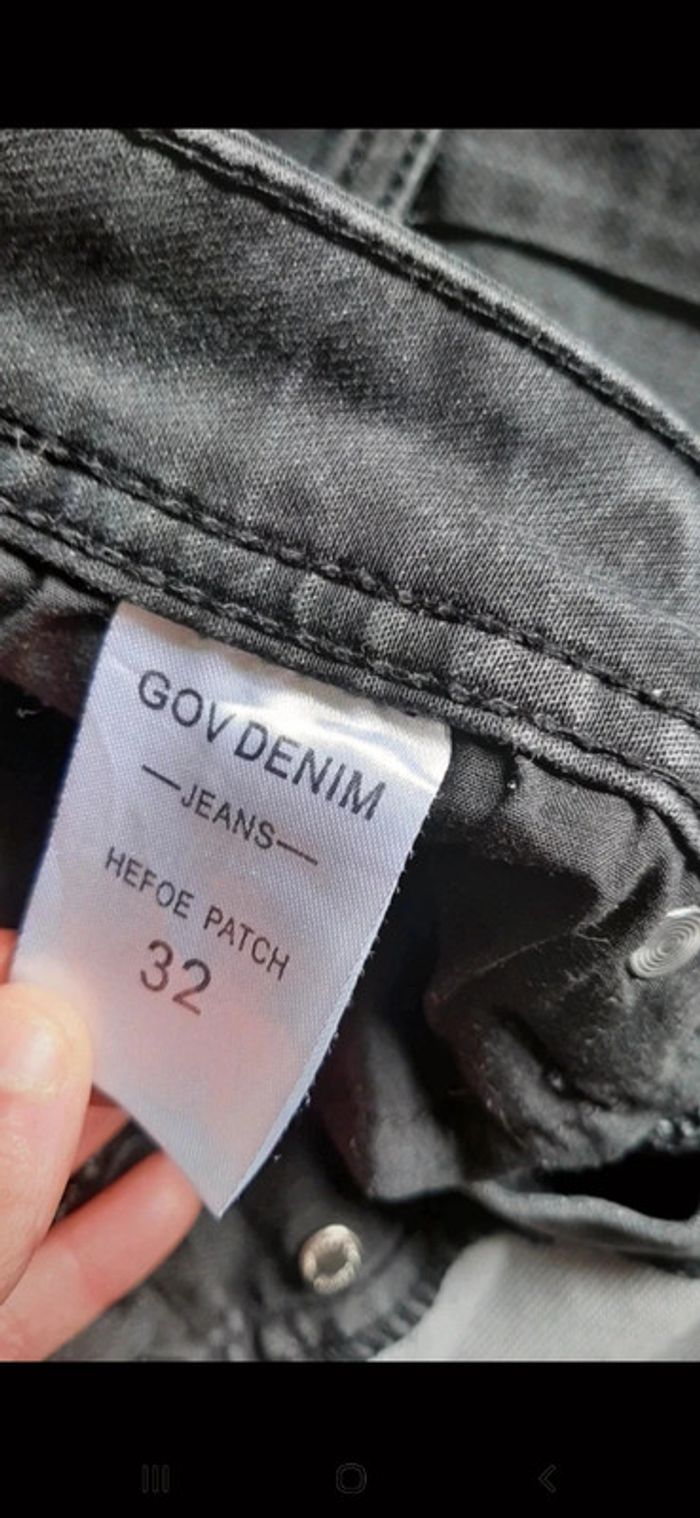 GOV DENIM
—JEANS—
HEFOE PATCH
32